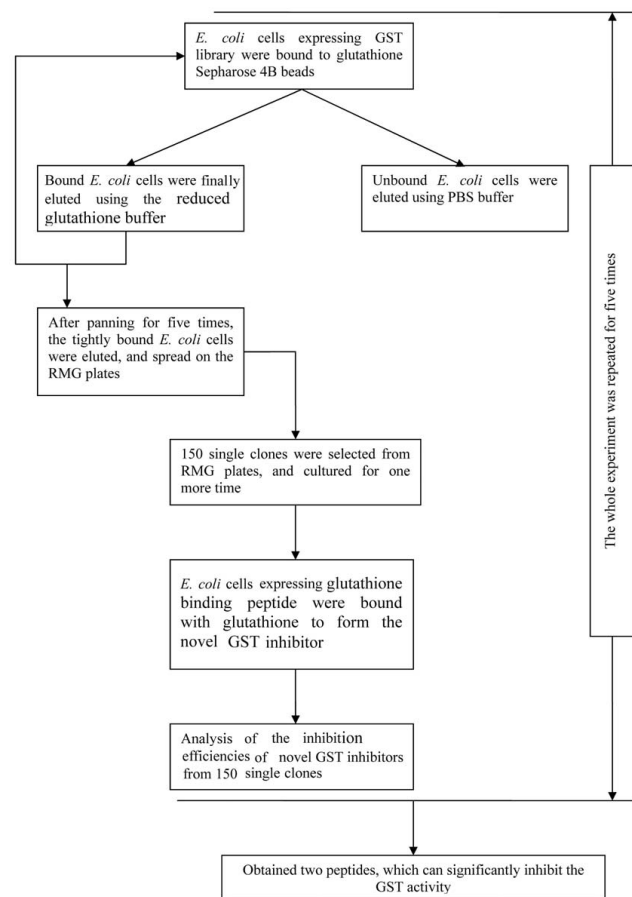 E. coli cells expressing GST
library were bound to glutathione
Sepharose 4B beads
Bound E. coli cells were finally
eluted using the reduced
glutathione buffer
Unbound E. coli cells were
eluted using PBS buffer
After panning for five times,
the tightly bound E. coli cells
were eluted, and spread on the
RMG plates
150 single clones were selected from
RMG plates, and cultured for one
more time
E. coli cells expressing glutathione
binding peptide were bound
with glutathione to form the
novel GST inhibitor
Analysis of the inhibition
efficiencies of novel GST inhibitors
from 150 single clones
The whole experiment was repeated for five times
Obtained two peptides, which can significantly inhibit the
GST activity